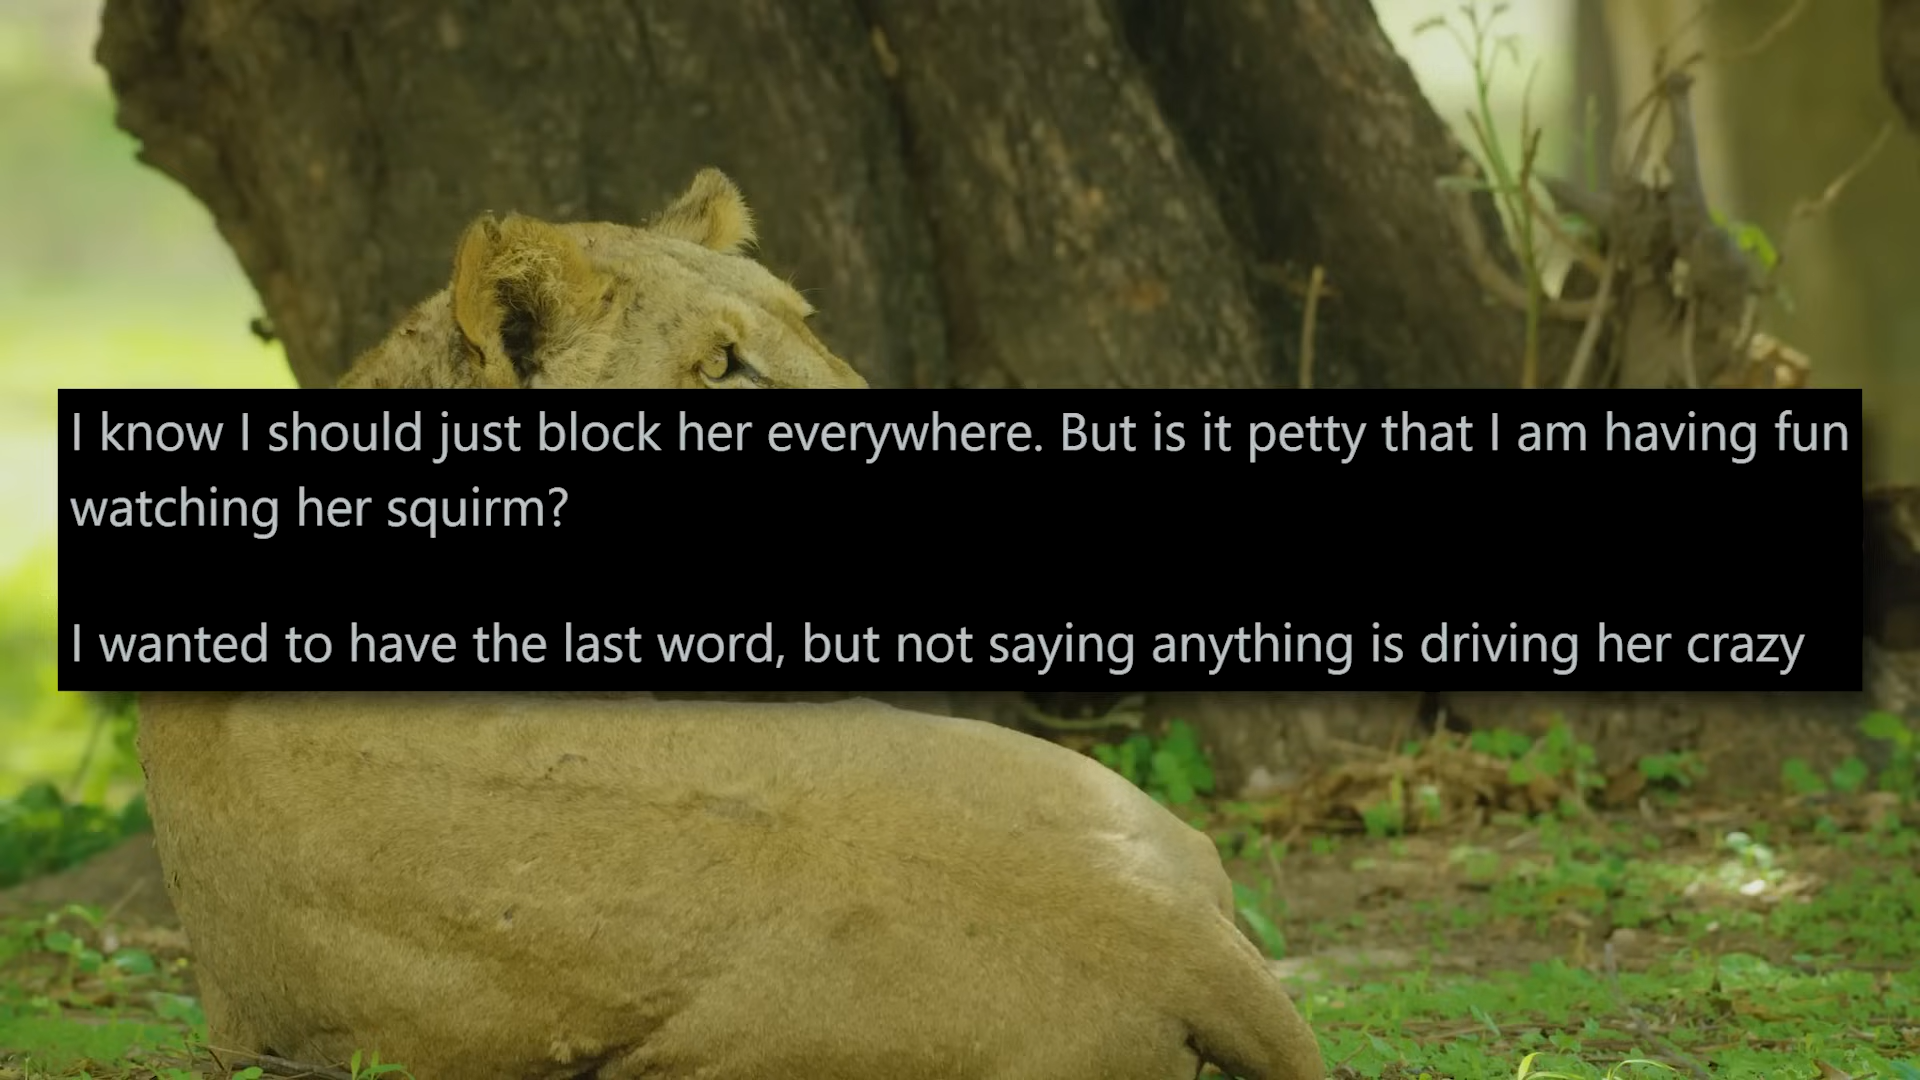 I know I should just block her everywhere. But is it petty that I am having fun
watching her squirm?
I wanted to have the last word, but not saying anything is driving her crazy